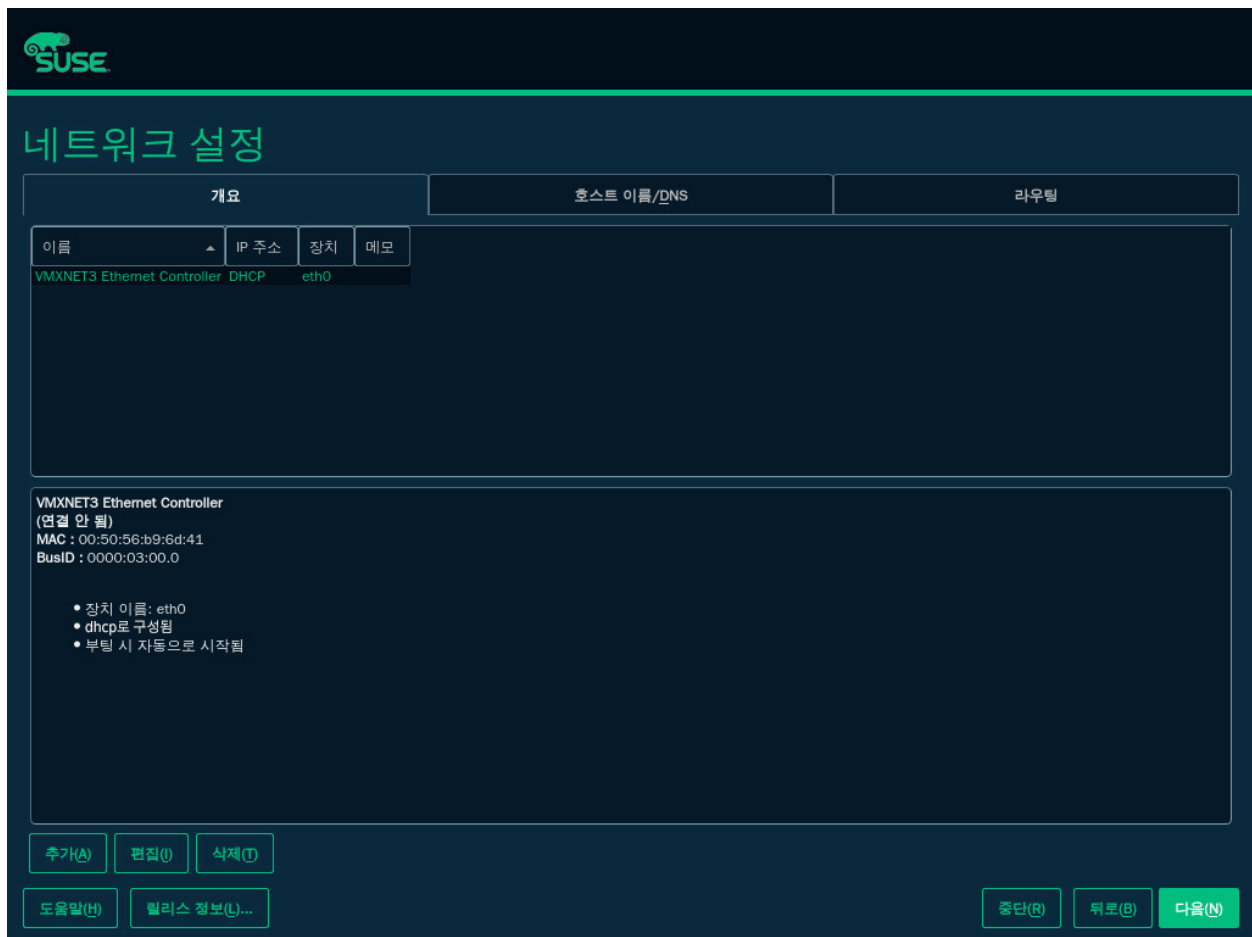 SUSE.
네트워크 설정
개요 호스트 이름/DNS 라우팅
이름 IP 주소 장치 메모
VMXNET3 Ethernet Controller DHCP eth0
VMXNET3 Ethernet Controller
(연결 안 됨)
MAC : 00:50:56:b9:6d:41
BusID : 0000:03:00.0
• 장치 이름: eth0
• dhcp로 구성됨
• 부팅 시 자동으로 시작됨
추가(A) 편집(I) 삭제(T)
도움말(H) 릴리스 정보(L)... 중단(R) 뒤로(B) 다음(N)